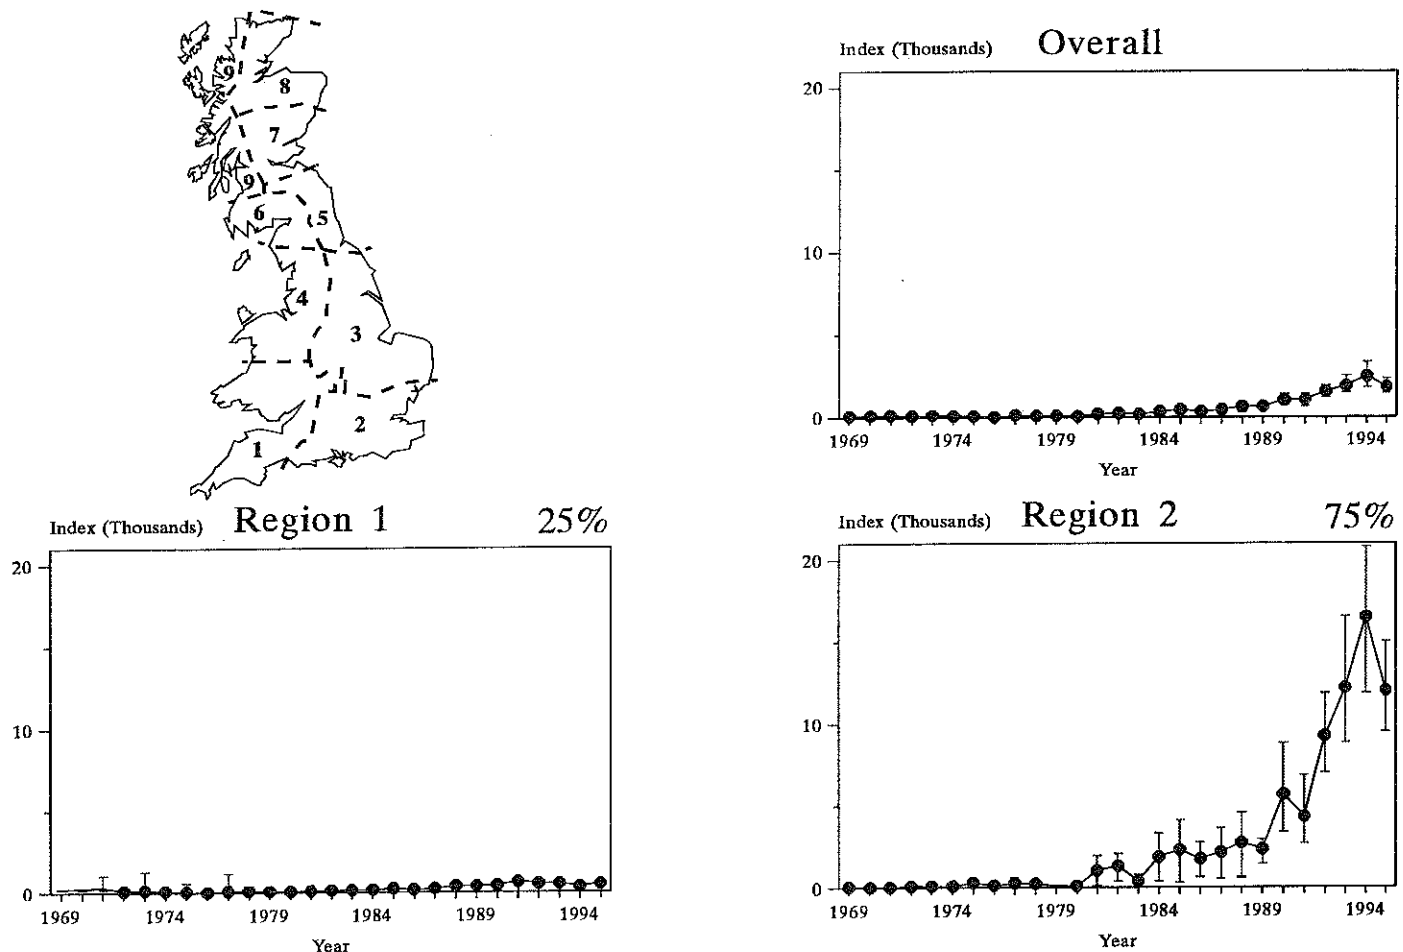 9
8
7
9
6
5
4
3
2
1
Index (Thousands) Overall
20
10
0
1969 1974 1979 1984 1989 1994
Year
Index (Thousands) Region 1 25%
20
10
0
1969 1974 1979 1984 1989 1994
Year
Index (Thousands) Region 2 75%
20
10
0
1969 1974 1979 1984 1989 1994
Year